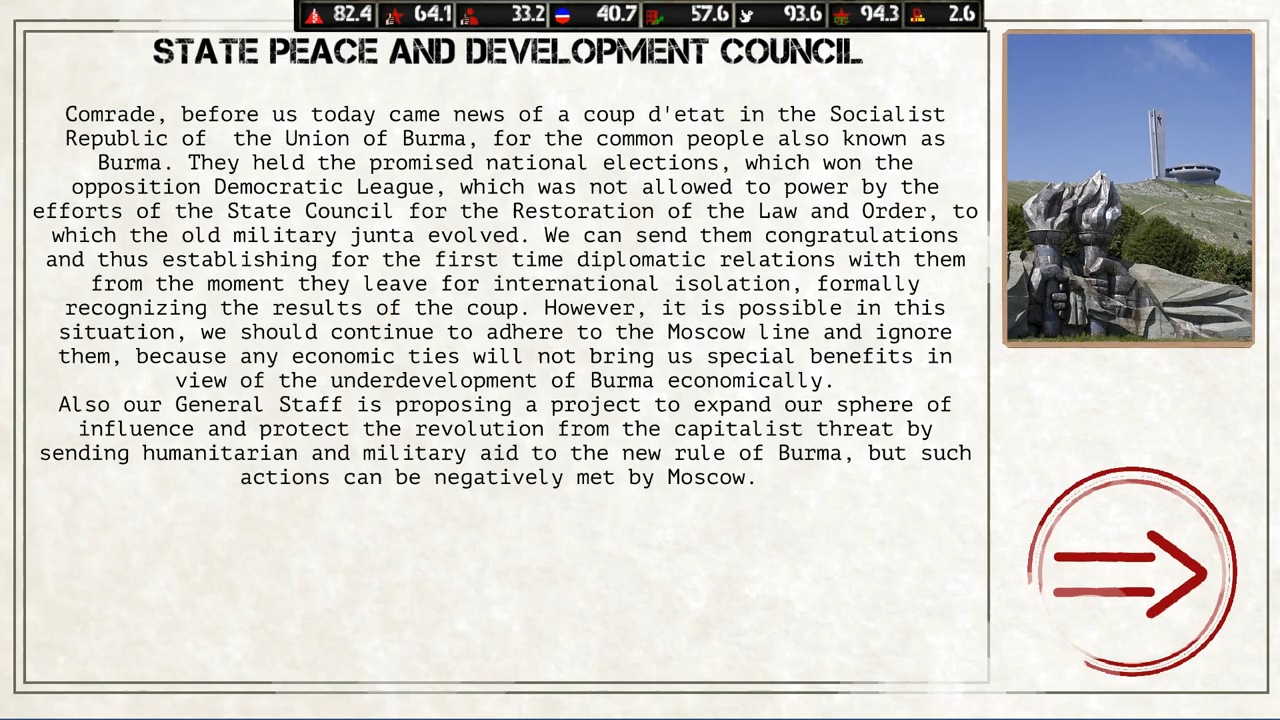 82.4 64.1 33.2 40.7 57.6 93.6 94.3 2.6
STATE PEACE AND DEVELOPMENT COUNCIL
Comrade, before us today came news of a coup d'etat in the Socialist
Republic of  the Union of Burma, for the common people also known as
Burma. They held the promised national elections, which won the
opposition Democratic League, which was not allowed to power by the
efforts of the State Council for the Restoration of the Law and Order, to
which the old military junta evolved. We can send them congratulations
and thus establishing for the first time diplomatic relations with them
from the moment they leave for international isolation, formally
recognizing the results of the coup. However, it is possible in this
situation, we should continue to adhere to the Moscow line and ignore
them, because any economic ties will not bring us special benefits in
view of the underdevelopment of Burma economically.
Also our General Staff is proposing a project to expand our sphere of
influence and protect the revolution from the capitalist threat by
sending humanitarian and military aid to the new rule of Burma, but such
actions can be negatively met by Moscow.